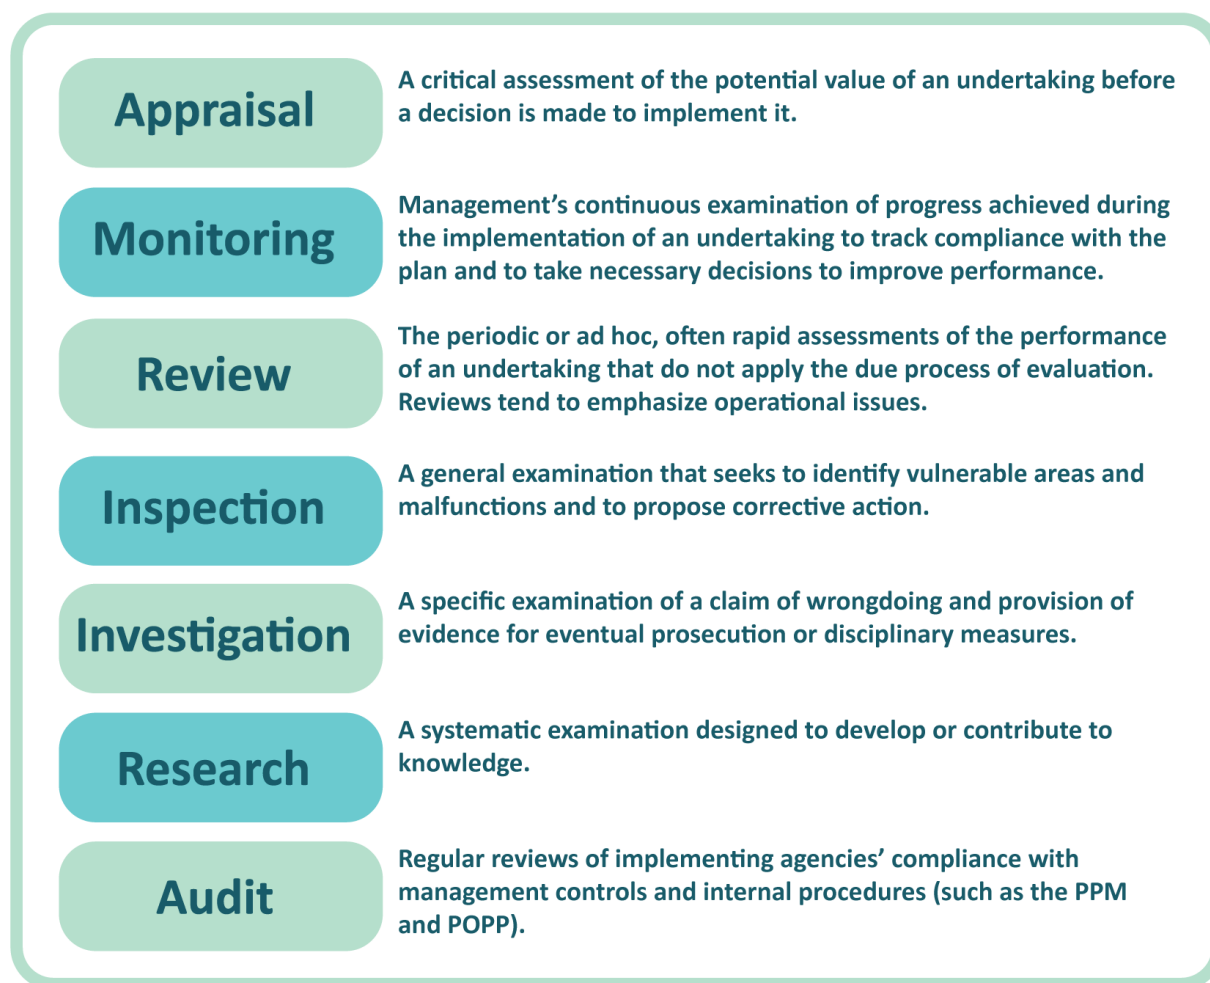 Appraisal
A critical assessment of the potential value of an undertaking before
a decision is made to implement it.
Monitoring
Management’s continuous examination of progress achieved during
the implementation of an undertaking to track compliance with the
plan and to take necessary decisions to improve performance.
Review
The periodic or ad hoc, often rapid assessments of the performance
of an undertaking that do not apply the due process of evaluation.
Reviews tend to emphasize operational issues.
Inspection
A general examination that seeks to identify vulnerable areas and
malfunctions and to propose corrective action.
Investigation
A specific examination of a claim of wrongdoing and provision of
evidence for eventual prosecution or disciplinary measures.
Research
A systematic examination designed to develop or contribute to
knowledge.
Audit
Regular reviews of implementing agencies’ compliance with
management controls and internal procedures (such as the PPM
and POPP).